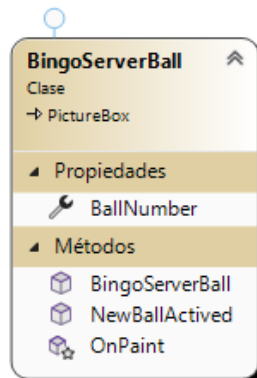 BingoServerBall
Clase
PictureBox
Propiedades
BallNumber
Métodos
BingoServerBall
NewBallActived
OnPaint